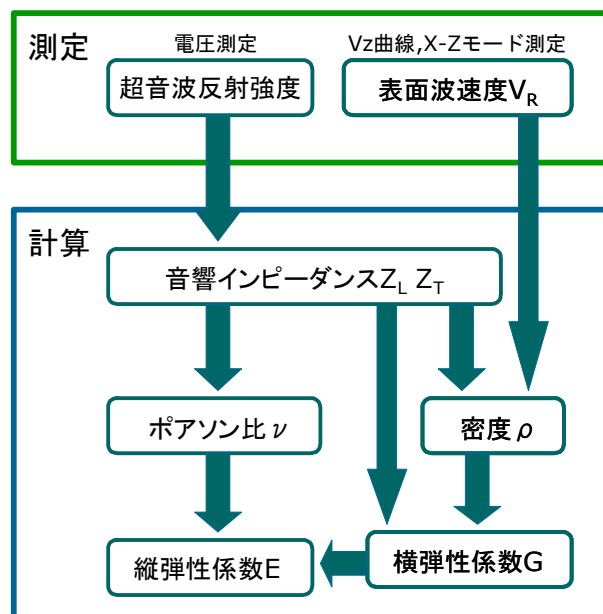 測定
電圧測定
Vz曲線,X-Zモード測定
超音波反射強度
表面波速度VR
計算
音響インピーダンスZL ZT
ポアソン比ν
密度ρ
縦弾性係数E
横弾性係数G